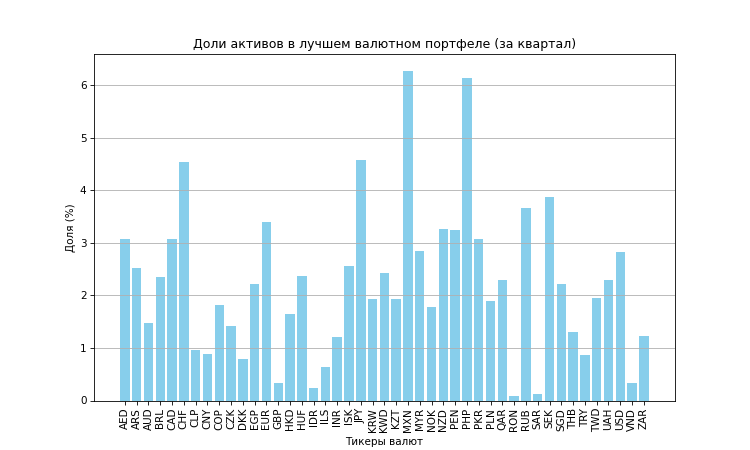 Доли активов в лучшем валютном портфеле (за квартал)
Доля (%)
6
5
4
3
2
1
0
AED ARS AUD BRL CAD CHF CLP CNY COP CZK DKK EGP EUR GBP HKD HUF IDR ILS INR ISK JPY KRW KWD KZT MXN MYR NOK NZD PEN PHP PKR PLN QAR RON RUB SAR SEK SGD THB TRY TWD UAH USD VND ZAR
Тикеры валют